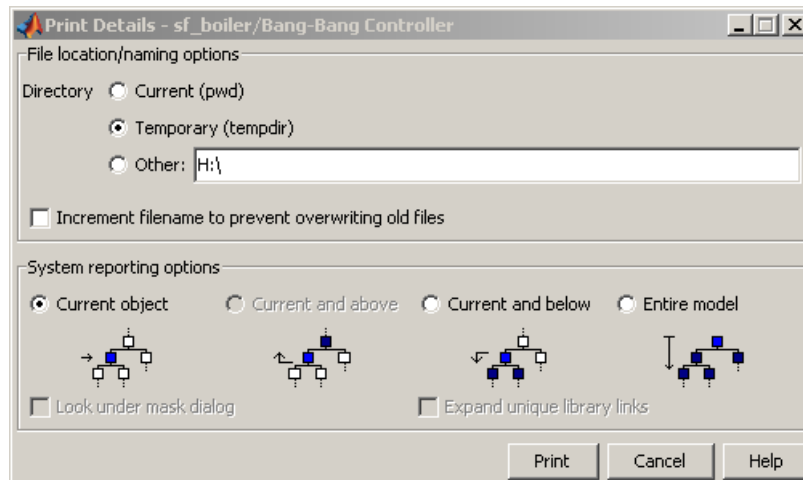 Print Details - sf_boiler/Bang-Bang Controller
File location/naming options
Directory Current (pwd)
Temporary (tempdir)
Other: H:\
Increment filename to prevent overwriting old files
System reporting options
Current object Current and above Current and below Entire model
Look under mask dialog Expand unique library links
Print Cancel Help